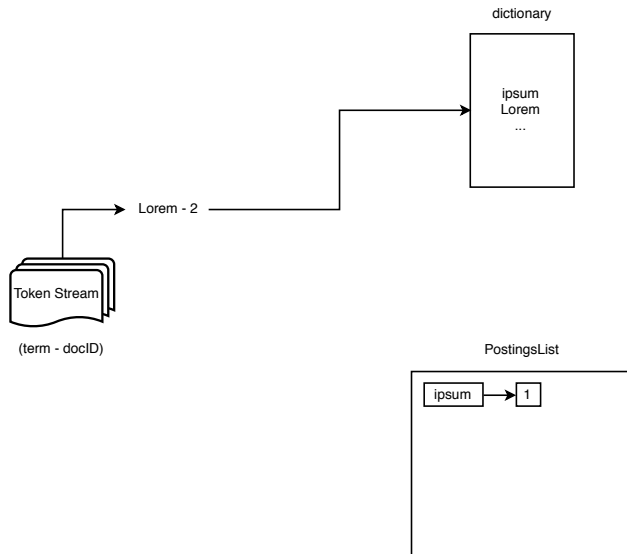 dictionary
ipsum
Lorem
...
Lorem - 2
Token Stream
(term - docID)
PostingsList
ipsum
1